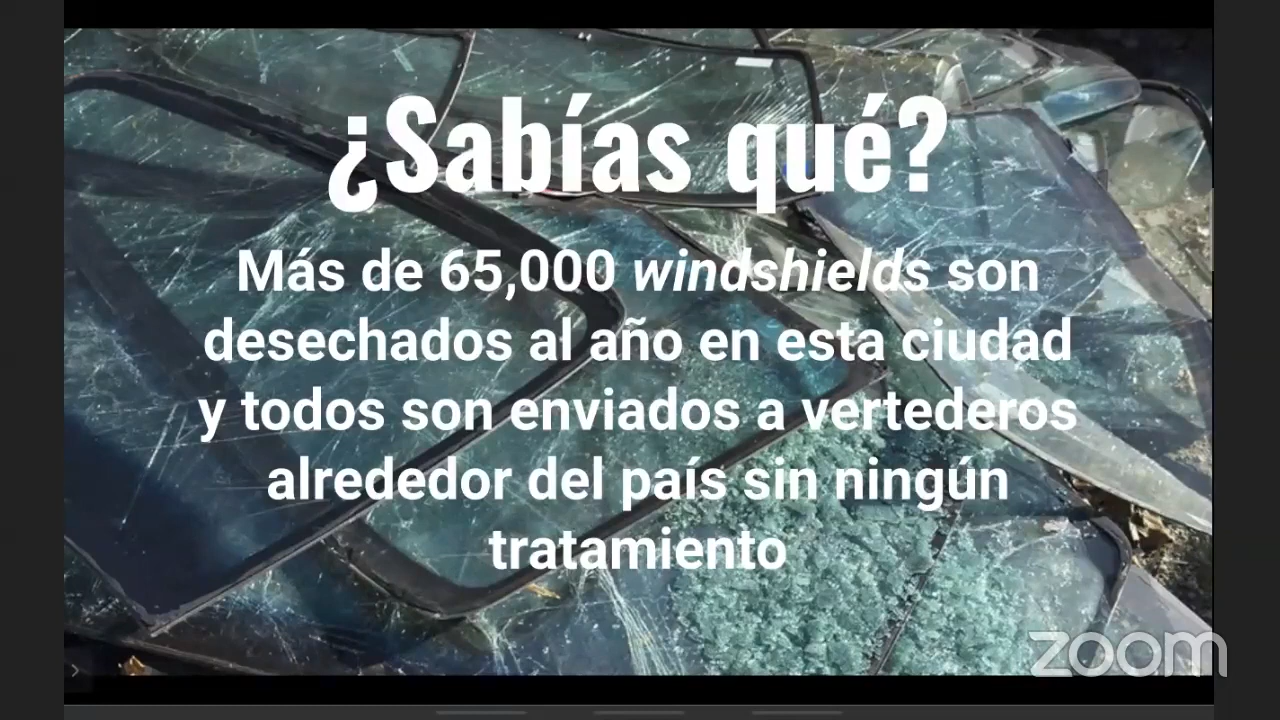 ¿Sabías qué?
Más de 65,000 windshields son
desechados al año en esta ciudad
y todos son enviados a vertederos
alrededor del país sin ningún
tratamiento
zoom